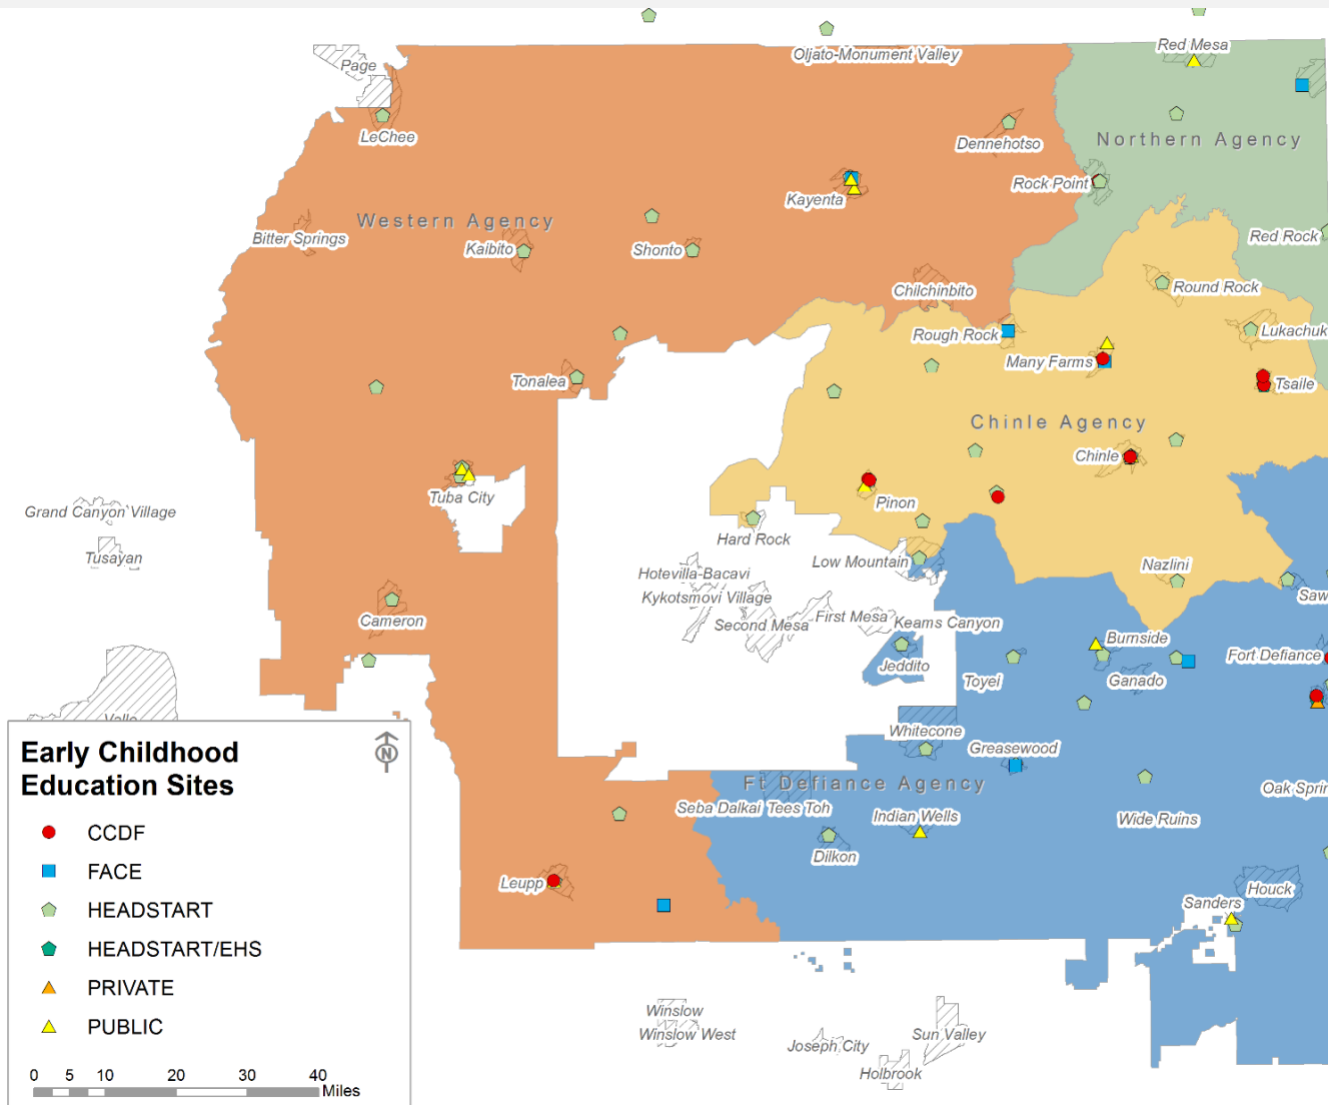 Red Mesa
Oljato-Monument Valley
Page
LeChee
Dennehotso
Northern Agency
Rock Point
Kayenta
Western Agency
Bitter Springs
Kaibito
Shonto
Red Rock
Chilchinbito
Round Rock
Rough Rock
Lukachuk
Many Farms
Tonalea
Tsaile
Chinle Agency
Chinle
Tuba City
Pinon
Grand Canyon Village
Hard Rock
Tusayan
Low Mountain
Nazlini
Hotevilla-Bacavi
Saw
Kykotsmovi Village
First Mesa
Keams Canyon
Second Mesa
Cameron
Burnside
Fort Defiance
Jeddito
Toyei
Ganado
Valle
Whitecone
Greasewood
Ft Defiance Agency
Oak Sprin
Seba Dalkai
Tees Toh
Indian Wells
Wide Ruins
Dilkon
Leupp
Houck
Sanders
Winslow
Winslow West
Joseph City
Sun Valley
Holbrook
Early Childhood
Education Sites
N
CCDF
FACE
HEADSTART
HEADSTART/EHS
PRIVATE
PUBLIC
0 5 10 20 30 40
Miles